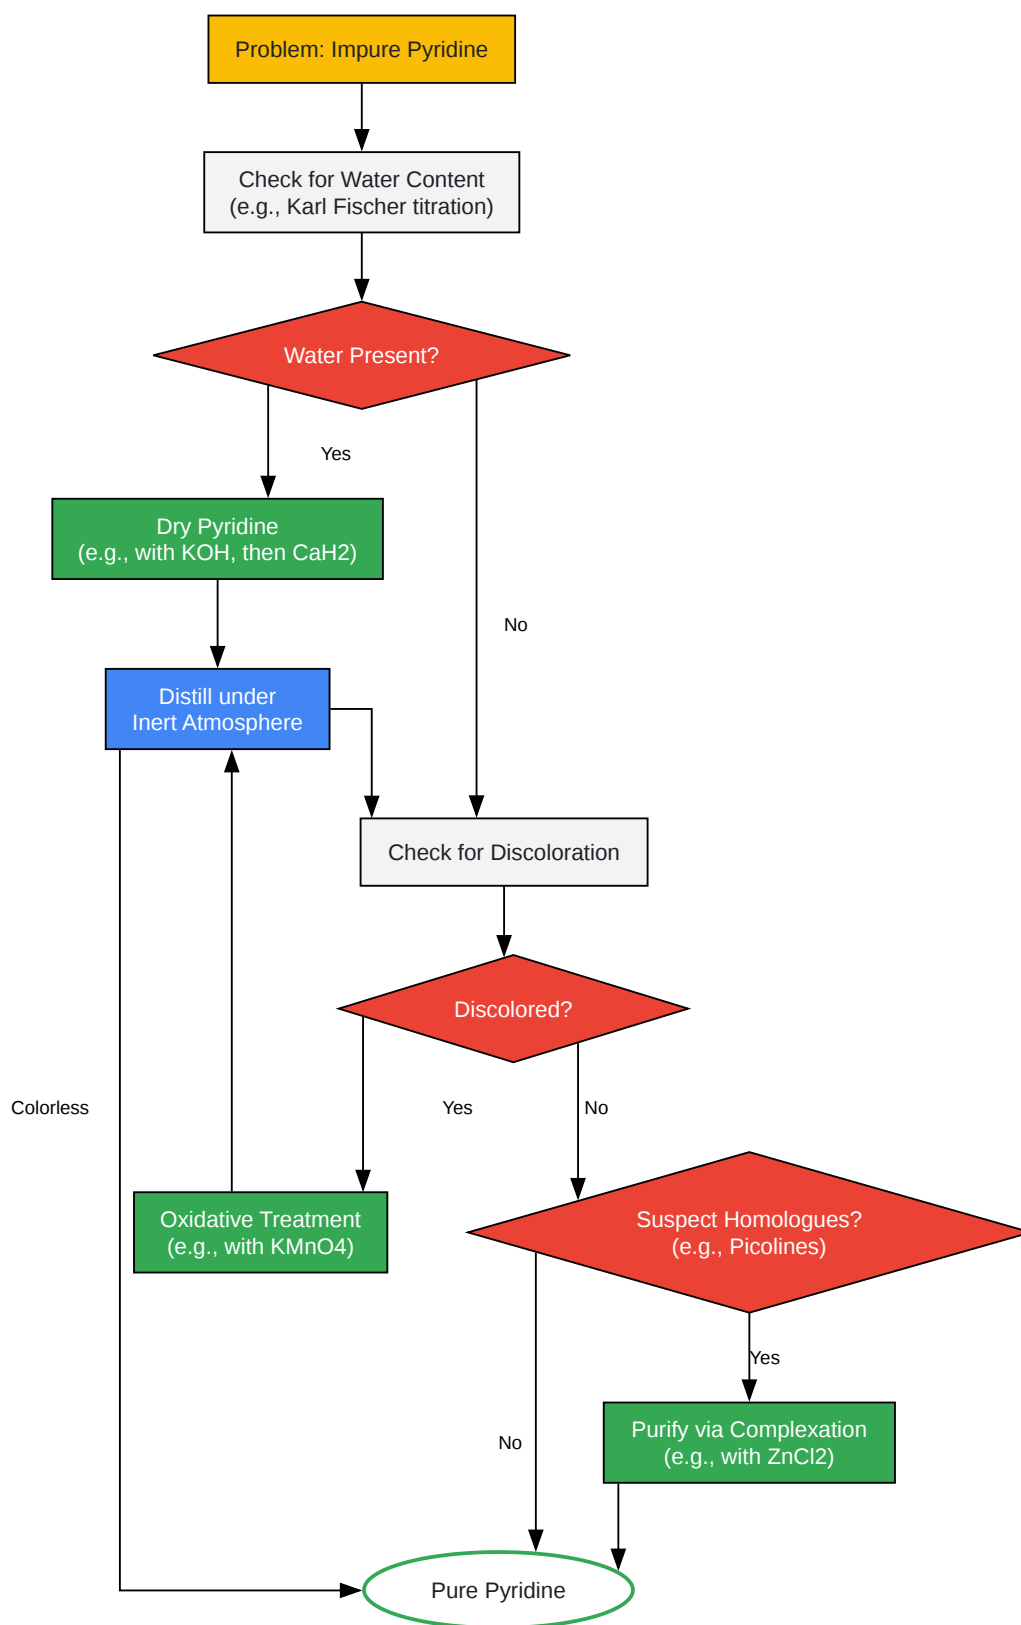 Problem: Impure Pyridine
Check for Water Content
(e.g., Karl Fischer titration)
Water Present?
Yes
Dry Pyridine
(e.g., with KOH, then CaH2)
No
Distill under
Inert Atmosphere
Check for Discoloration
Discolored?
Colorless
Yes
No
Oxidative Treatment
(e.g., with KMnO4)
Suspect Homologues?
(e.g., Picolines)
Yes
No
Purify via Complexation
(e.g., with ZnCl2)
Pure Pyridine